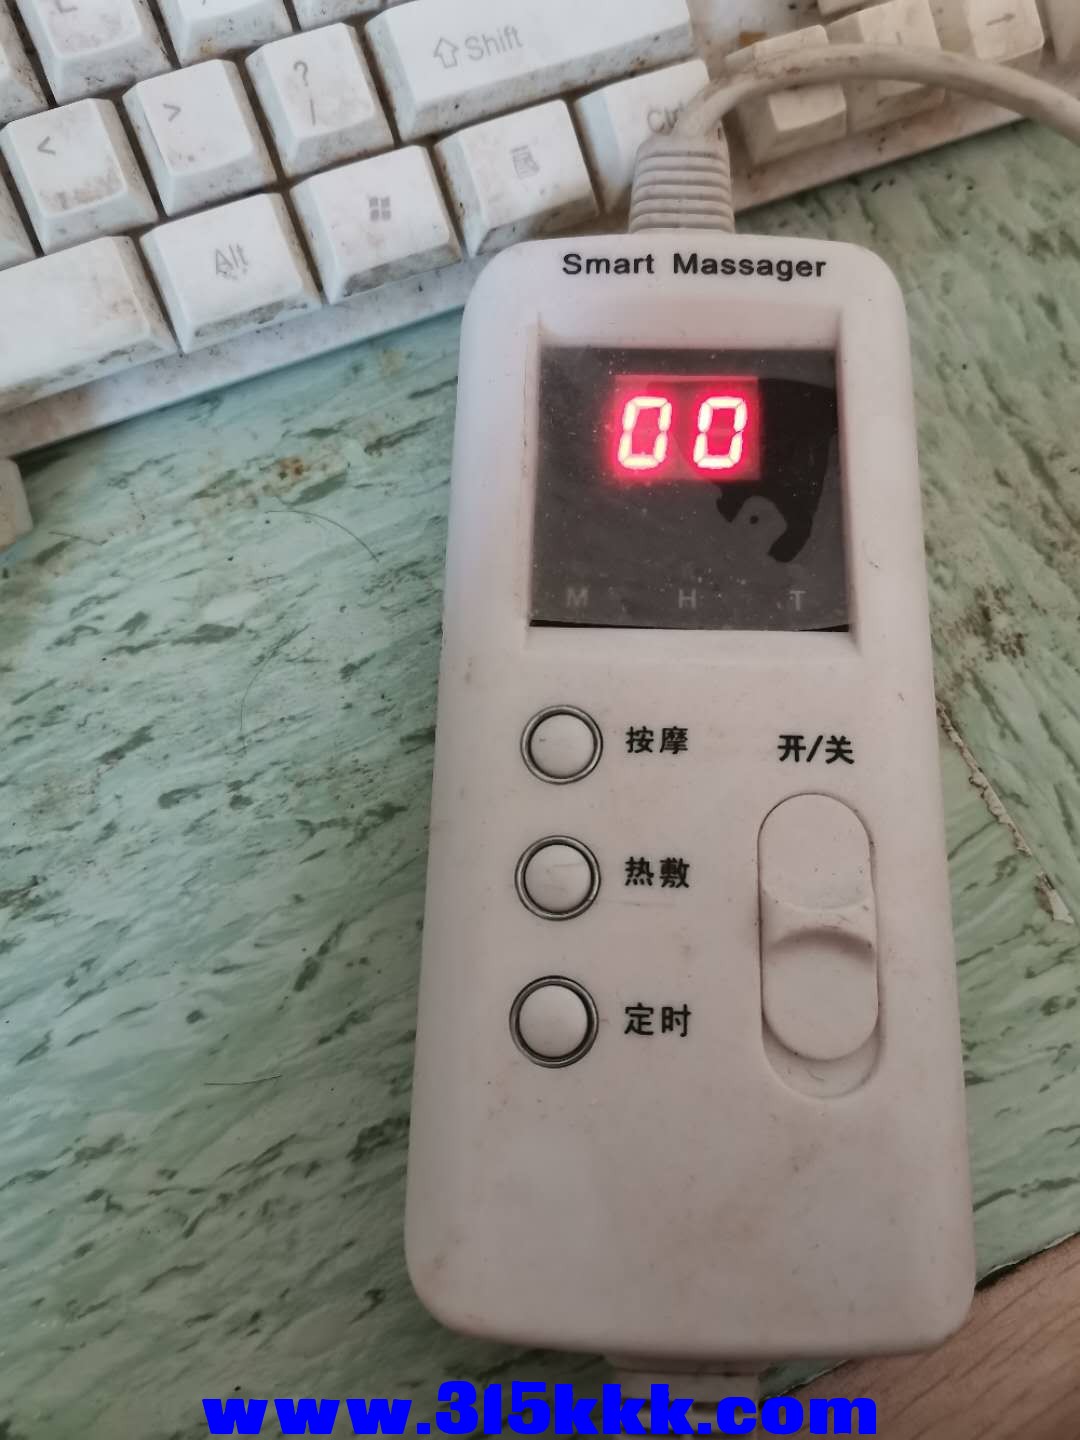 Shift
?
/
>
<
Alt
Smart Massager
00
M H T
按摩
开/关
热敷
定时
www.315kkk.com